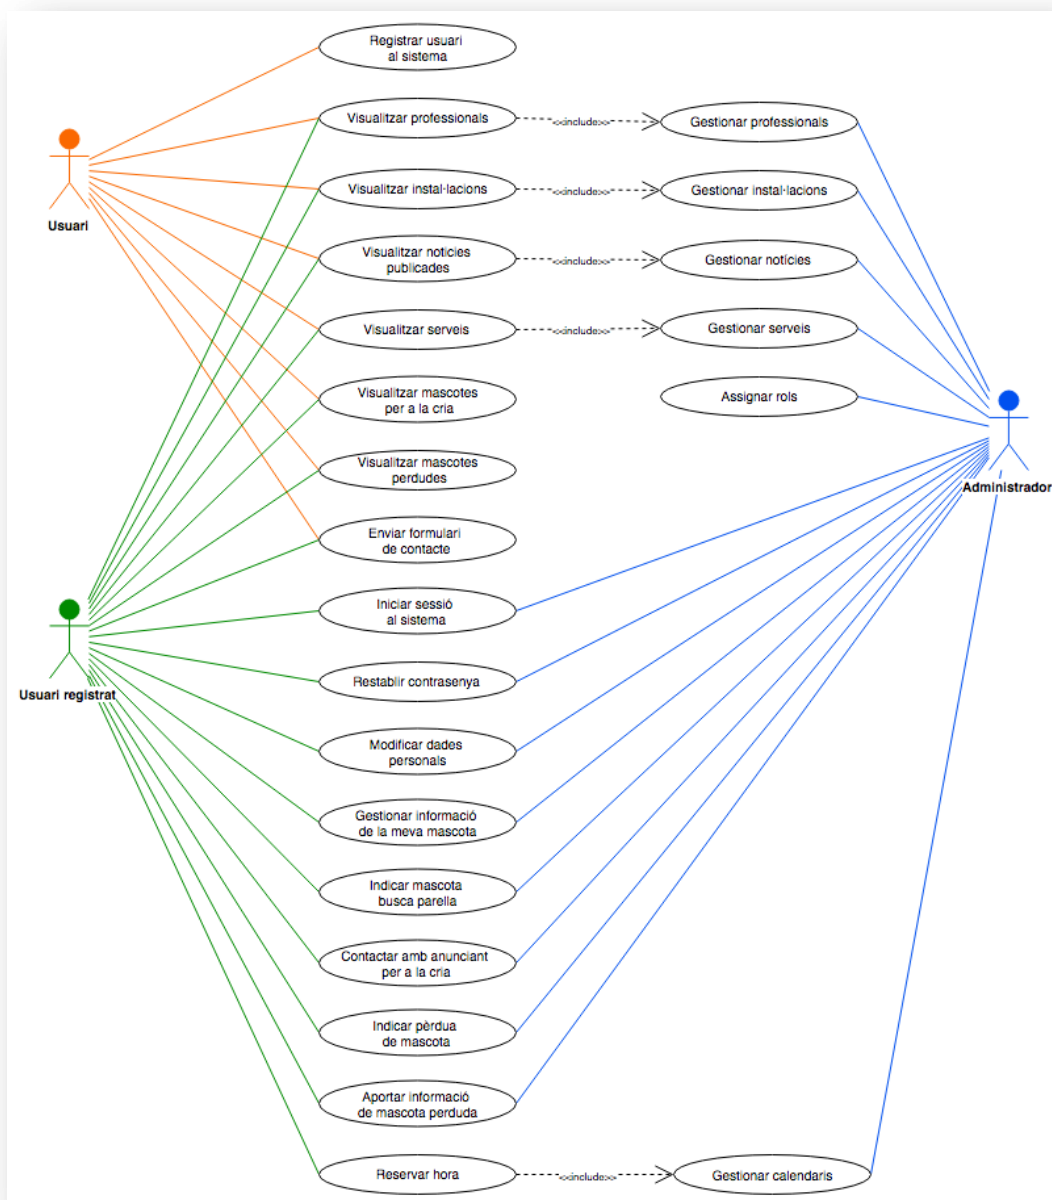 Registrar usuari
al sistema
Visualitzar professionals
<<include>>
Gestionar professionals
Usuari
Visualitzar instal·lacions
<<include>>
Gestionar instal·lacions
Visualitzar noticies
publicades
<<include>>
Gestionar notícies
Visualitzar serveis
<<include>>
Gestionar serveis
Visualitzar mascotes
per a la cria
Assignar rols
Visualitzar mascotes
perdudes
Administrador
Enviar formulari
de contacte
Iniciar sessió
al sistema
Usuari registrat
Restablir contrasenya
Modificar dades
personals
Gestionar informació
de la meva mascota
Indicar mascota
busca parella
Contactar amb anunciant
per a la cria
Indicar pèrdua
de mascota
Aportar informació
de mascota perduda
Reservar hora
<<include>>
Gestionar calendaris